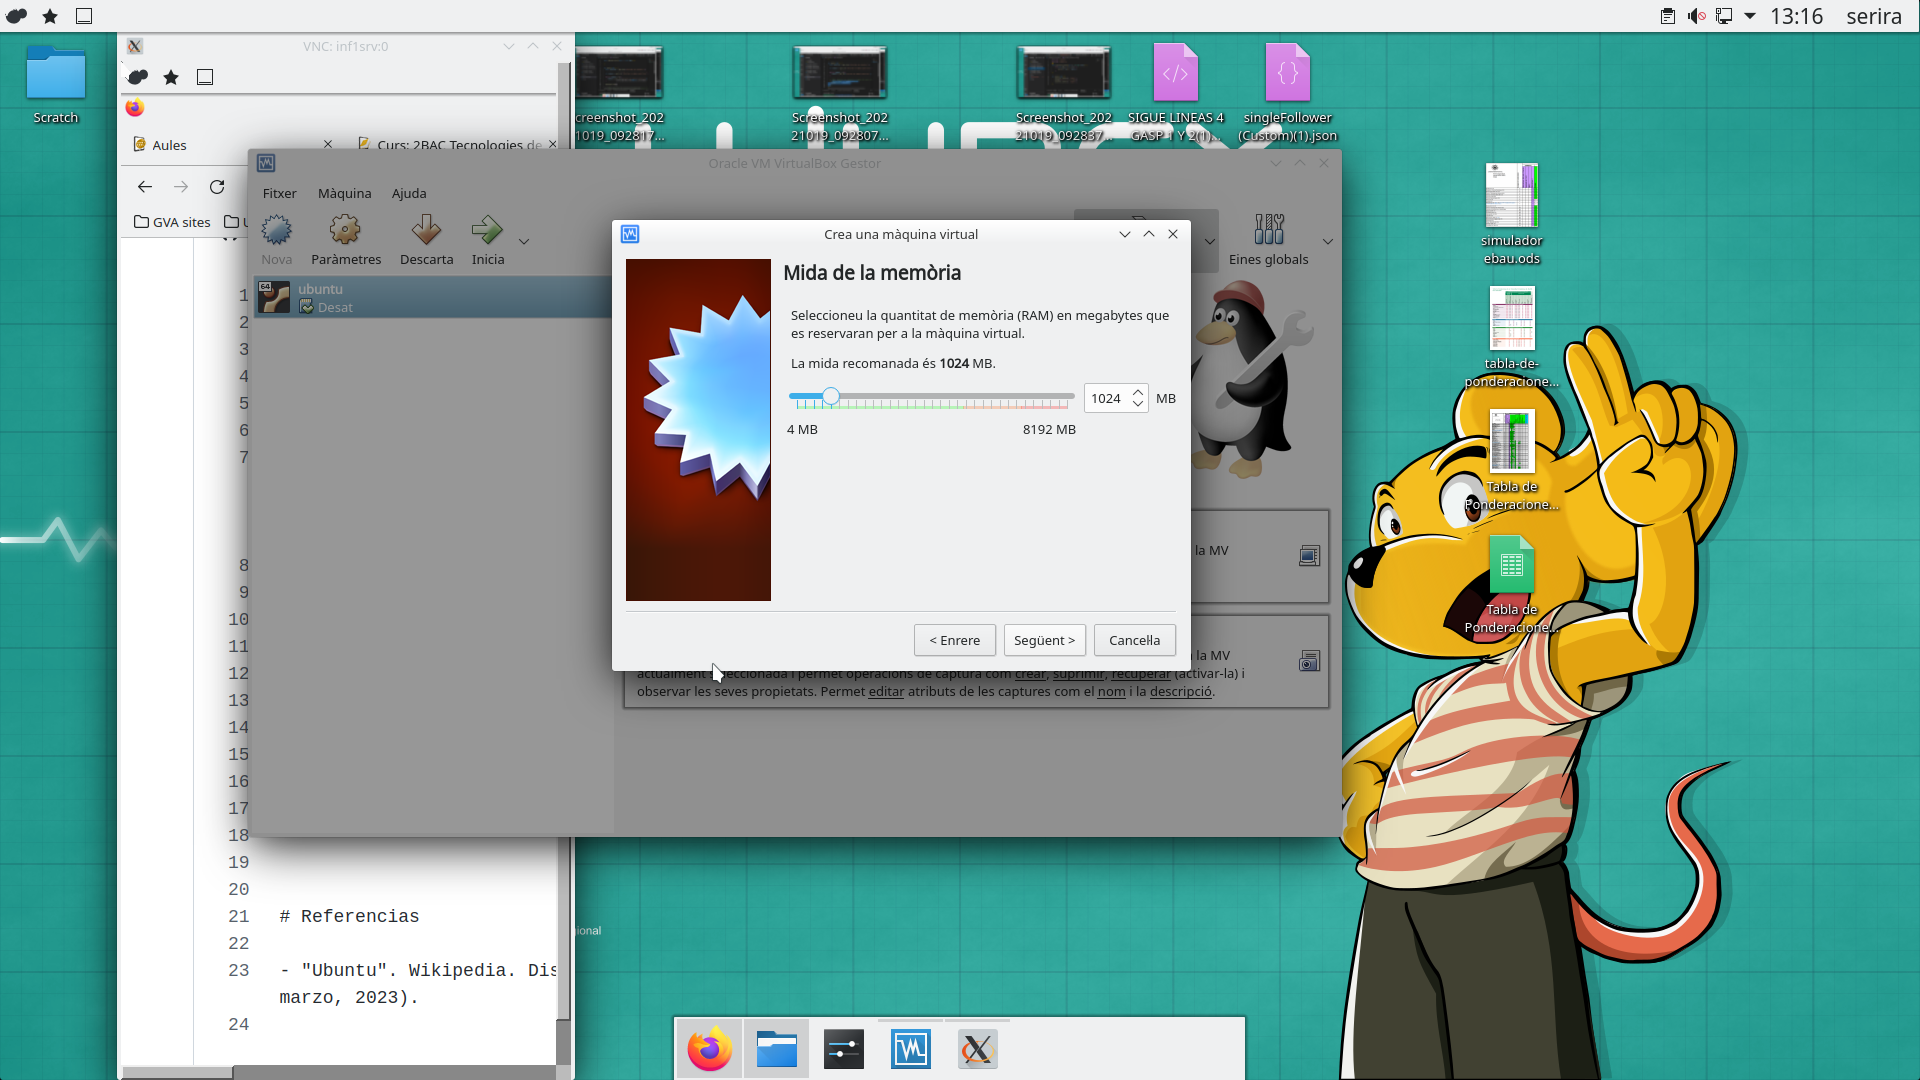 13:16
serira
Scratch
VNC: inf1srv:0
Aules
Curs: 2BAC Tecnologies de
GVA sites
1
2
3
4
5
6
7
8
9
10
11
12
13
14
15
16
17
18
19
20
21 # Referencias
22
23 - "Ubuntu". Wikipedia. Dis
marzo, 2023).
24
creenshot_202
1019_092817...
Screenshot_202
21019_092807...
Screenshot_202
21019_092837...
SIGUE LINEAS 4
GASP 1 Y 2(1)...
singleFollower
(Custom)(1).json
simulador
ebau.ods
tabla-de-
ponderacione...
Tabla de
Ponderacione...
Tabla de
Ponderacione...
Oracle VM VirtualBox Gestor
Fitxer
Màquina
Ajuda
Nova
Paràmetres
Descarta
Inicia
Eines globals
64
ubuntu
Desat
Crea una màquina virtual
Mida de la memòria
Seleccioneu la quantitat de memòria (RAM) en megabytes que
es reservaran per a la màquina virtual.
La mida recomanada és 1024 MB.
1024 MB
4 MB
8192 MB
< Enrere
Següent >
Cancel·la
la MV
la MV
actualment seleccionada i permet operacions de captura com crear, suprimir, recuperar (activar-la) i
observar les seves propietats. Permet editar atributs de les captures com el nom i la descripció.
ional